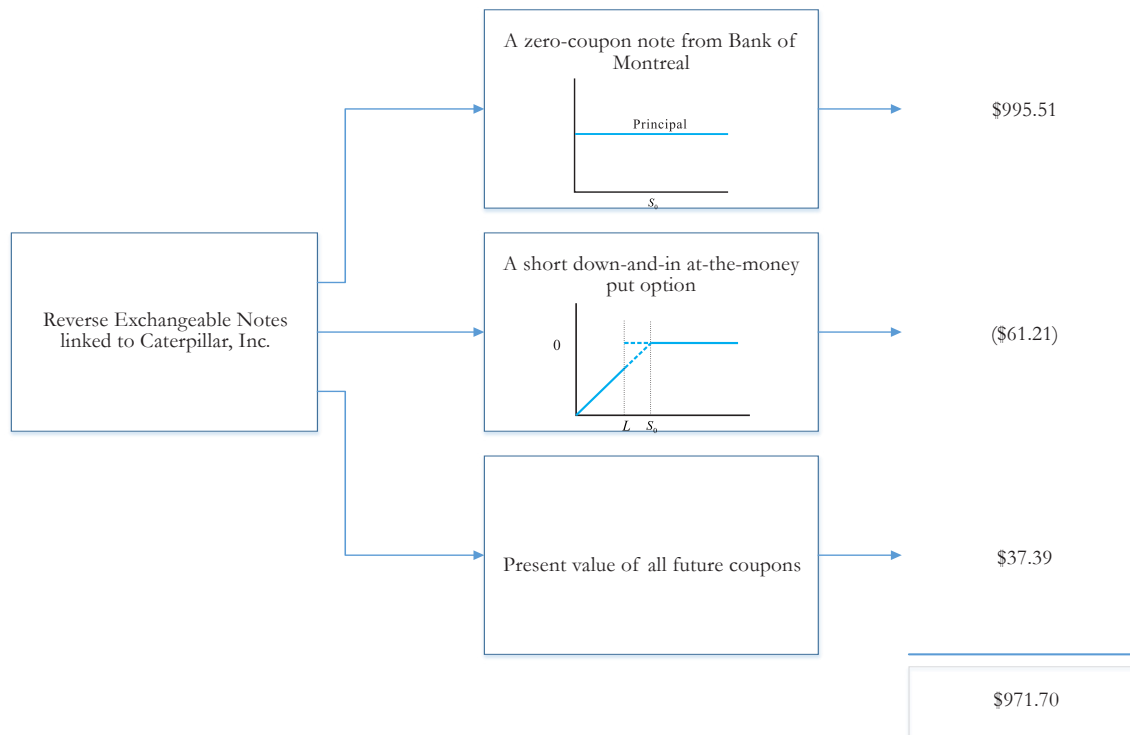 A zero-coupon note from Bank of
Montreal
Principal
S₀
$995.51
Reverse Exchangeable Notes
linked to Caterpillar, Inc.
A short down-and-in at-the-money
put option
0
L S₀
($61.21)
Present value of all future coupons
$37.39
$971.70